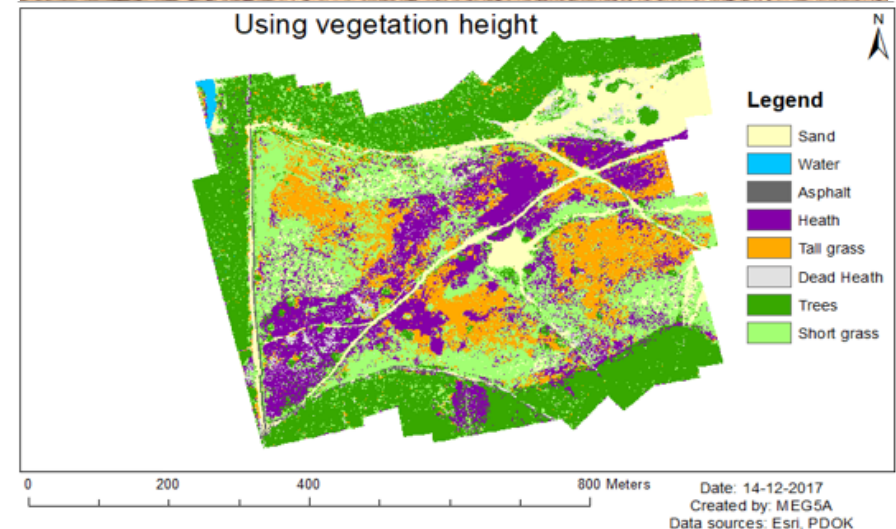 Using vegetation height
N
Legend
Sand
Water
Asphalt
Heath
Tall grass
Dead Heath
Trees
Short grass
0 200 400 800 Meters
Date: 14-12-2017
Created by: MEG5A
Data sources: Esri, PDOK